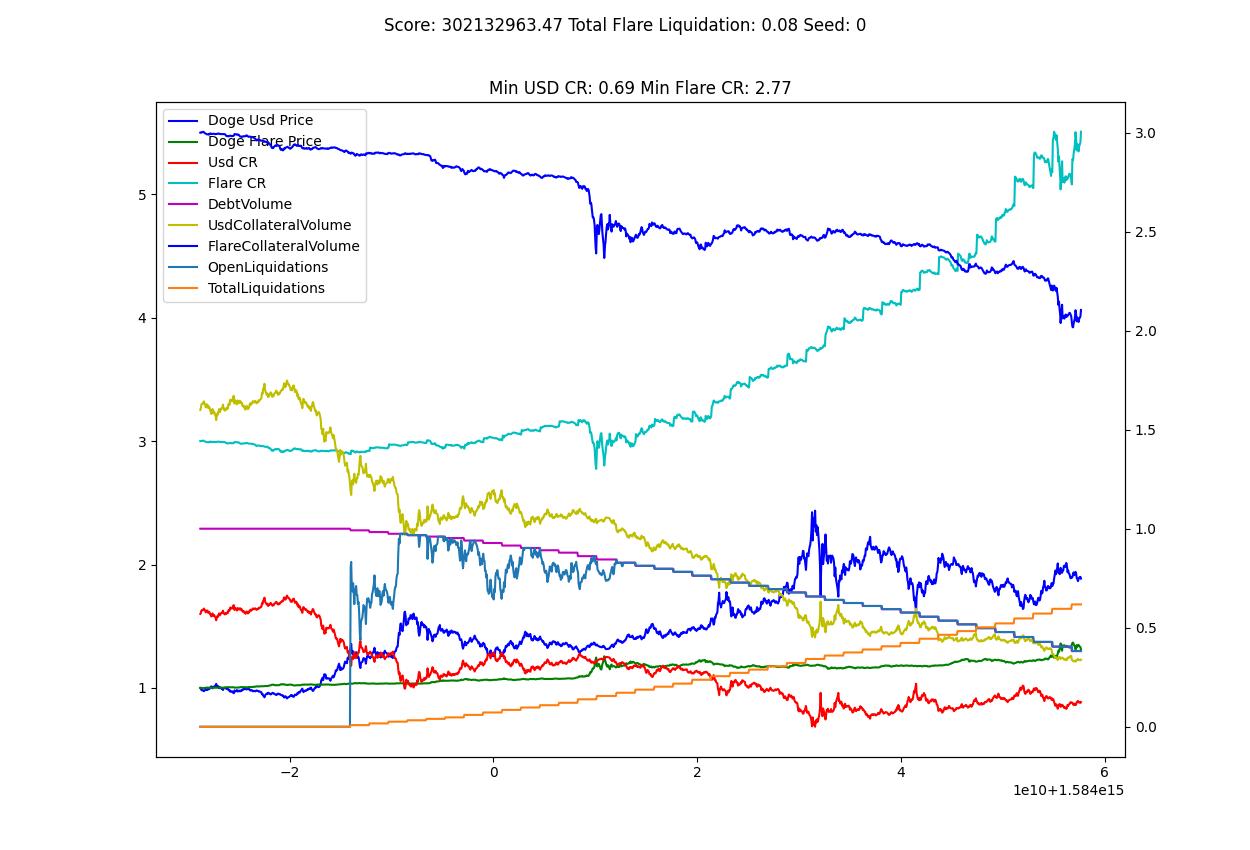 Score: 302132963.47 Total Flare Liquidation: 0.08 Seed: 0
Min USD CR: 0.69 Min Flare CR: 2.77
Doge Usd Price
Doge Flare Price
Usd CR
Flare CR
DebtVolume
UsdCollateralVolume
FlareCollateralVolume
OpenLiquidations
TotalLiquidations
5
4
3
2
1
3.0
2.5
2.0
1.5
1.0
0.5
0.0
−2
0
2
4
6
1e10+1.584e15